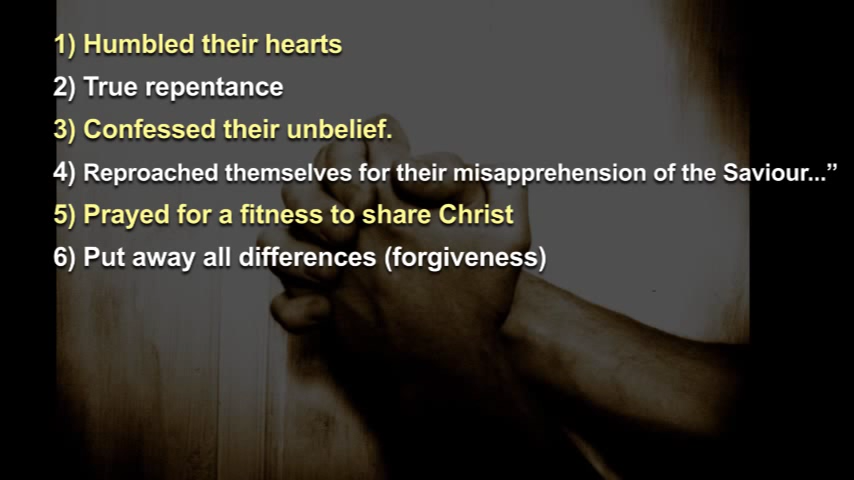 1) Humbled their hearts
2) True repentance
3) Confessed their unbelief.
4) Reproached themselves for their misapprehension of the Saviour...”
5) Prayed for a fitness to share Christ
6) Put away all differences (forgiveness)